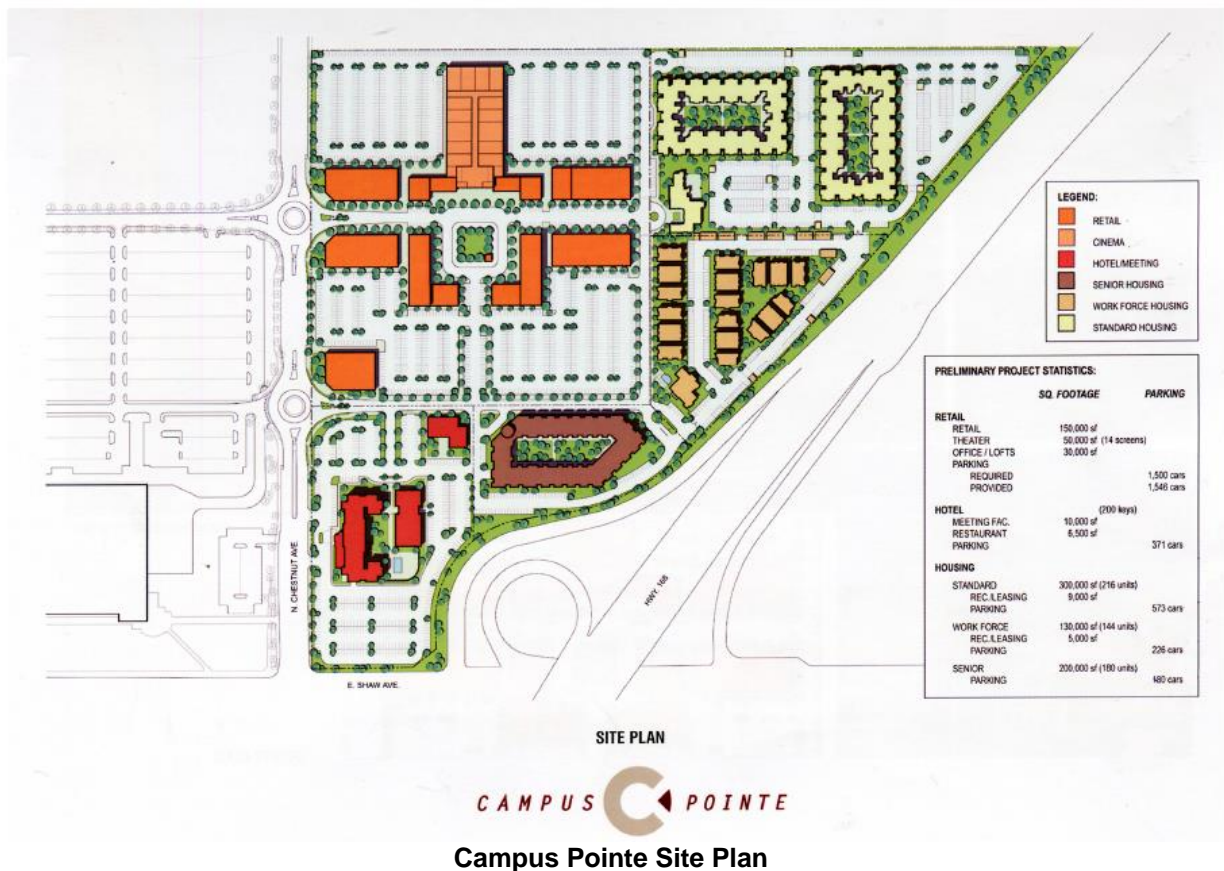 LEGEND:
RETAIL
CINEMA
HOTEL/MEETING
SENIOR HOUSING
WORK FORCE HOUSING
STANDARD HOUSING
PRELIMINARY PROJECT STATISTICS:
SQ. FOOTAGE PARKING
RETAIL
RETAIL 150,000 sf
THEATER 50,000 sf (14 screens)
OFFICE / LOFTS 30,000 sf
PARKING
REQUIRED 1,500 cars
PROVIDED 1,546 cars
HOTEL (200 keys)
MEETING FAC. 10,000 sf
RESTAURANT 6,500 sf
PARKING 371 cars
HOUSING
STANDARD 300,000 sf (216 units)
REC./LEASING 9,000 sf
PARKING 573 cars
WORK FORCE 130,000 sf (144 units)
REC./LEASING 5,000 sf
PARKING 226 cars
SENIOR 200,000 sf (180 units)
PARKING 180 cars
N. CHESTNUT AVE.
HWY. 168
E. SHAW AVE.
SITE PLAN
CAMPUS C POINTE
Campus Pointe Site Plan